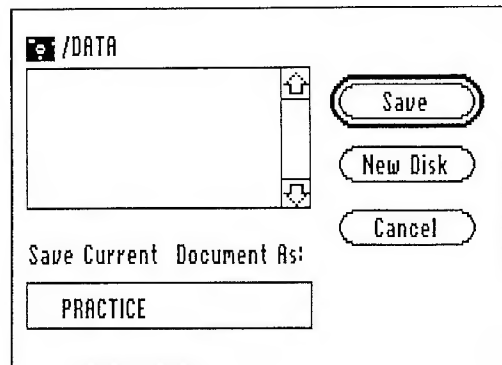 /DATA
Save
New Disk
Cancel
Save Current Document As:
PRACTICE